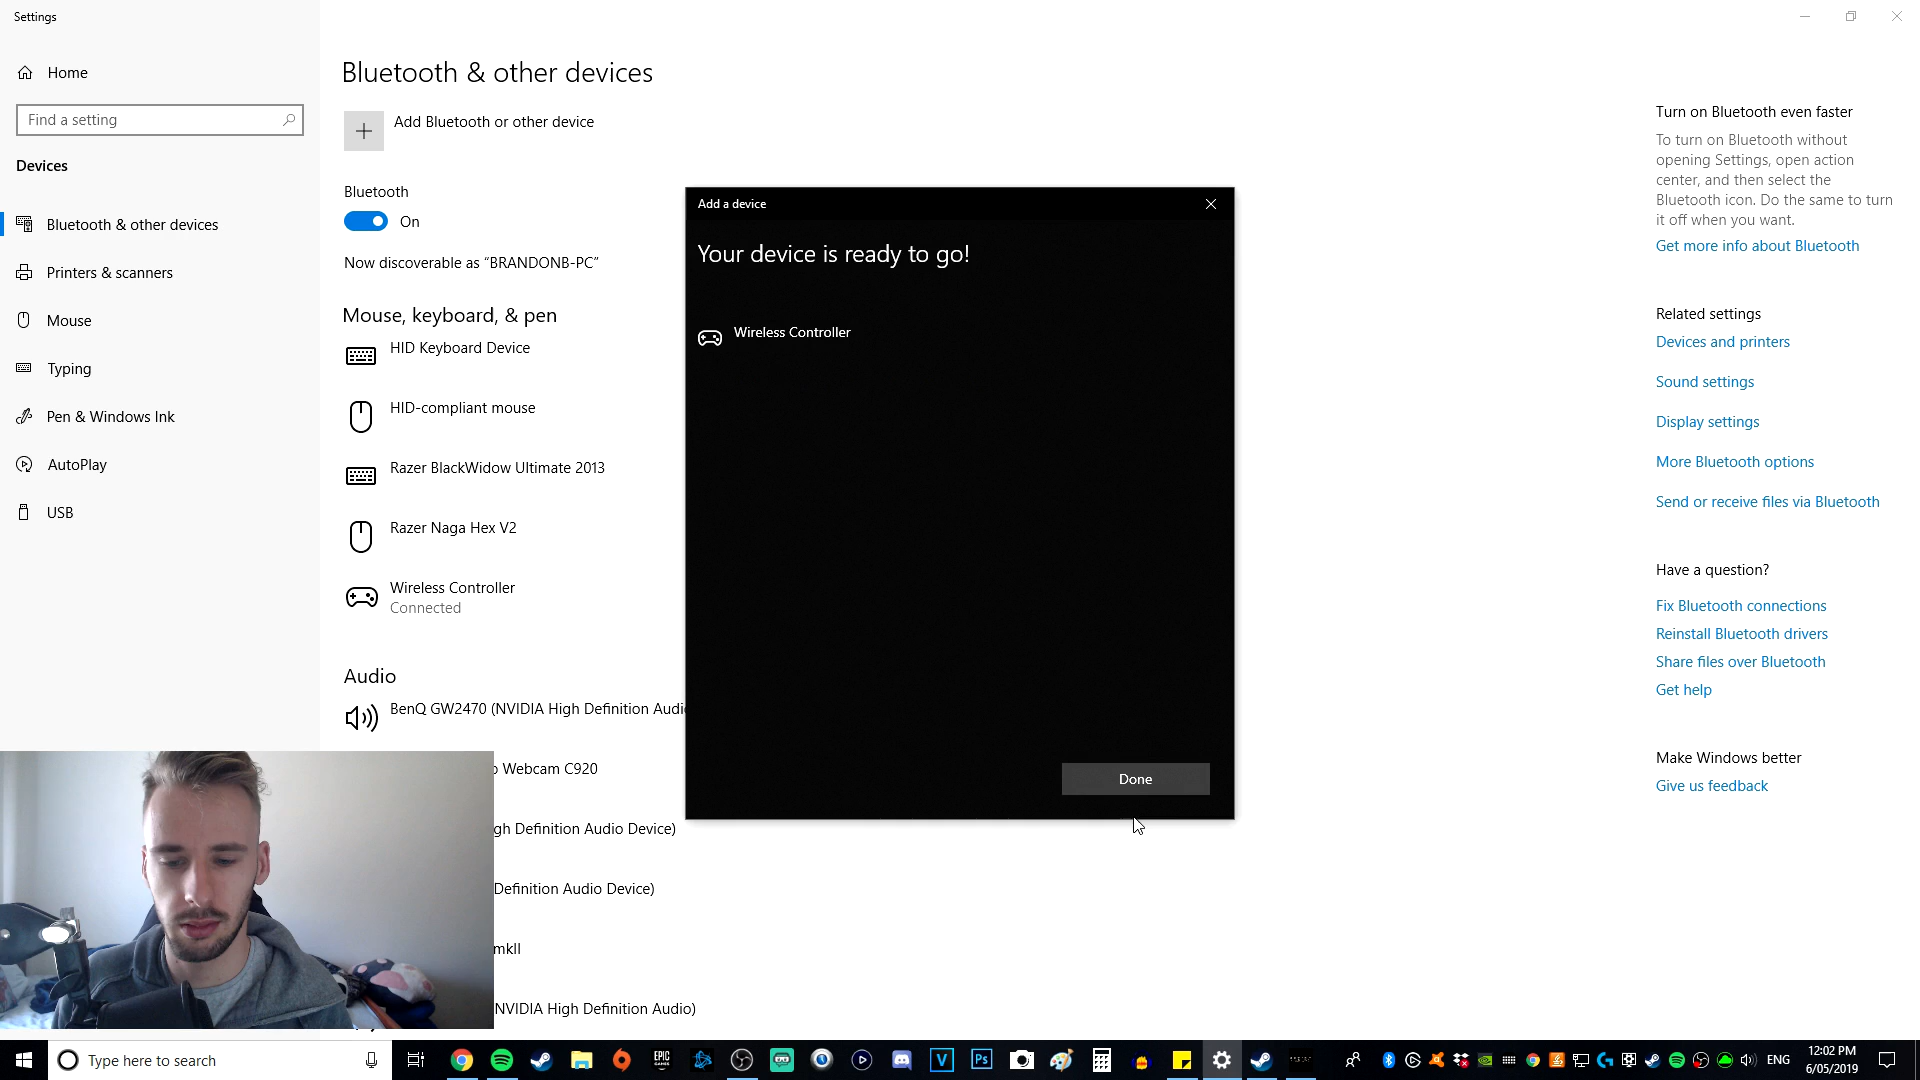 Settings
Home
Find a setting
Devices
Bluetooth & other devices
Printers & scanners
Mouse
Typing
Pen & Windows Ink
AutoPlay
USB
Bluetooth & other devices
Add Bluetooth or other device
Bluetooth
On
Now discoverable as “BRANDONB-PC”
Mouse, keyboard, & pen
HID Keyboard Device
HID-compliant mouse
Razer BlackWidow Ultimate 2013
Razer Naga Hex V2
Wireless Controller
Connected
Audio
BenQ GW2470 (NVIDIA High Definition Audi
Webcam C920
gh Definition Audio Device)
Definition Audio Device)
mkII
NVIDIA High Definition Audio)
Add a device
Your device is ready to go!
Wireless Controller
Done
Turn on Bluetooth even faster
To turn on Bluetooth without
opening Settings, open action
center, and then select the
Bluetooth icon. Do the same to turn
it off when you want.
Get more info about Bluetooth
Related settings
Devices and printers
Sound settings
Display settings
More Bluetooth options
Send or receive files via Bluetooth
Have a question?
Fix Bluetooth connections
Reinstall Bluetooth drivers
Share files over Bluetooth
Get help
Make Windows better
Give us feedback
Type here to search
EPIC
GAMES
V
Ps
ENG
12:02 PM
6/05/2019